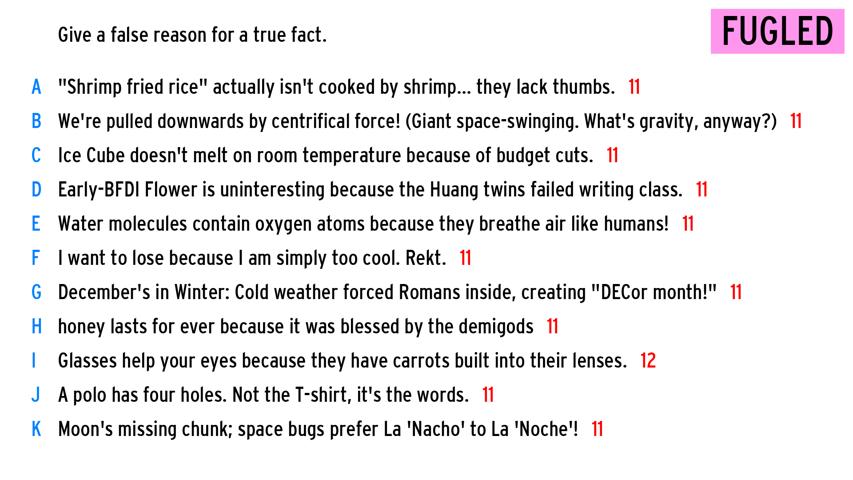 Give a false reason for a true fact.
FUGLED
A "Shrimp fried rice" actually isn't cooked by shrimp... they lack thumbs. 11
B We're pulled downwards by centrifical force! (Giant space-swinging. What's gravity, anyway?) 11
C Ice Cube doesn't melt on room temperature because of budget cuts. 11
D Early-BFDI Flower is uninteresting because the Huang twins failed writing class. 11
E Water molecules contain oxygen atoms because they breathe air like humans! 11
F I want to lose because I am simply too cool. Rekt. 11
G December's in Winter: Cold weather forced Romans inside, creating "DECor month!" 11
H honey lasts for ever because it was blessed by the demigods 11
I Glasses help your eyes because they have carrots built into their lenses. 12
J A polo has four holes. Not the T-shirt, it's the words. 11
K Moon's missing chunk; space bugs prefer La 'Nacho' to La 'Noche'! 11